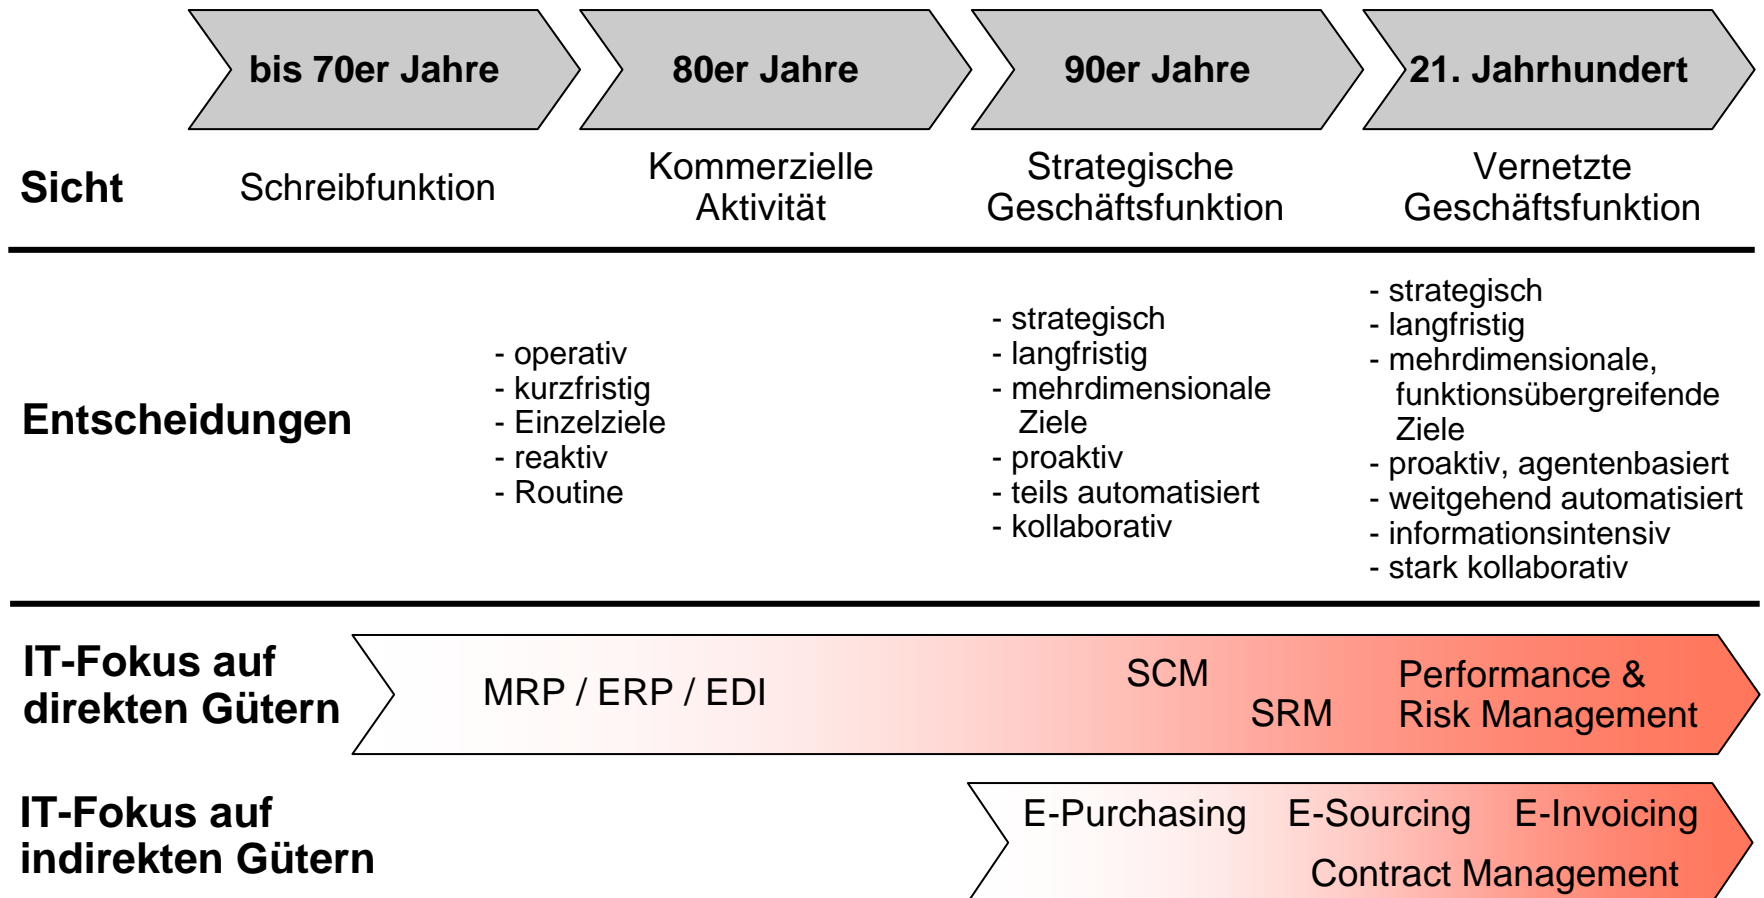 bis 70er Jahre
80er Jahre
90er Jahre
21. Jahrhundert
Sicht
Schreibfunktion
Kommerzielle
Aktivität
Strategische
Geschäftsfunktion
Vernetzte
Geschäftsfunktion
Entscheidungen
- operativ
- kurzfristig
- Einzelziele
- reaktiv
- Routine
- strategisch
- langfristig
- mehrdimensionale
Ziele
- proaktiv
- teils automatisiert
- kollaborativ
- strategisch
- langfristig
- mehrdimensionale,
funktionsübergreifende
Ziele
- proaktiv, agentenbasiert
- weitgehend automatisiert
- informationsintensiv
- stark kollaborativ
IT-Fokus auf
direkten Gütern
MRP / ERP / EDI
SCM
SRM
Performance &
Risk Management
IT-Fokus auf
indirekten Gütern
E-Purchasing
E-Sourcing
E-Invoicing
Contract Management